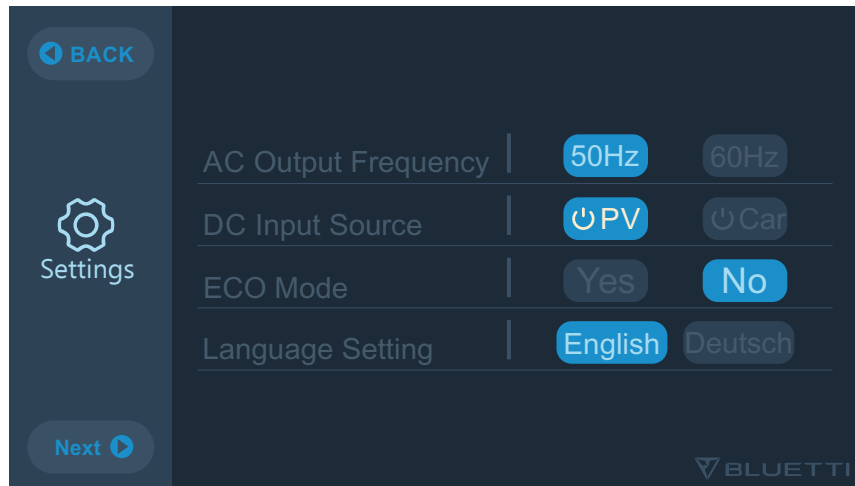 BACK
Settings
Next
AC Output Frequency 50Hz 60Hz
DC Input Source PV Car
ECO Mode Yes No
Language Setting English Deutsch
BLUETTI